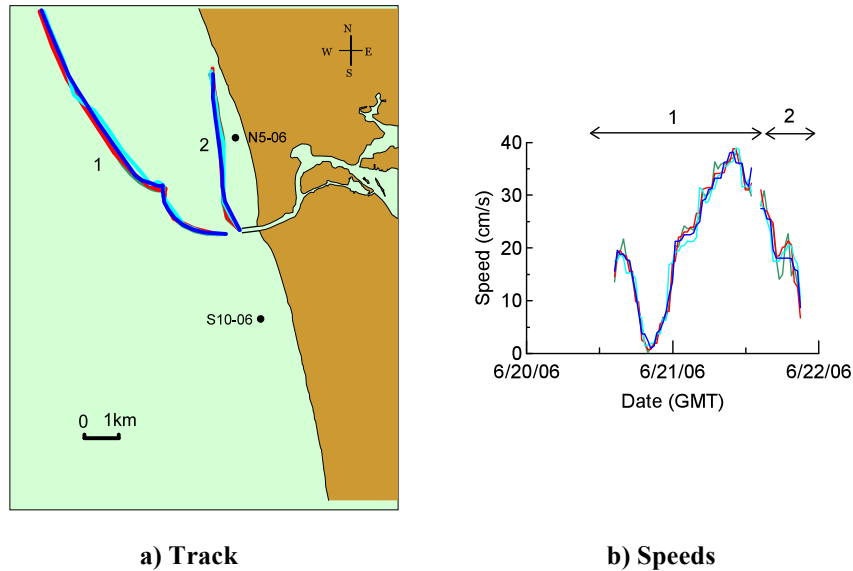 N
W E
S
1
2
N5-06
S10-06
0 1km
a) Track
1 2
40
30
20
10
0
Speed (cm/s)
6/20/06 6/21/06 6/22/06
Date (GMT)
b) Speeds